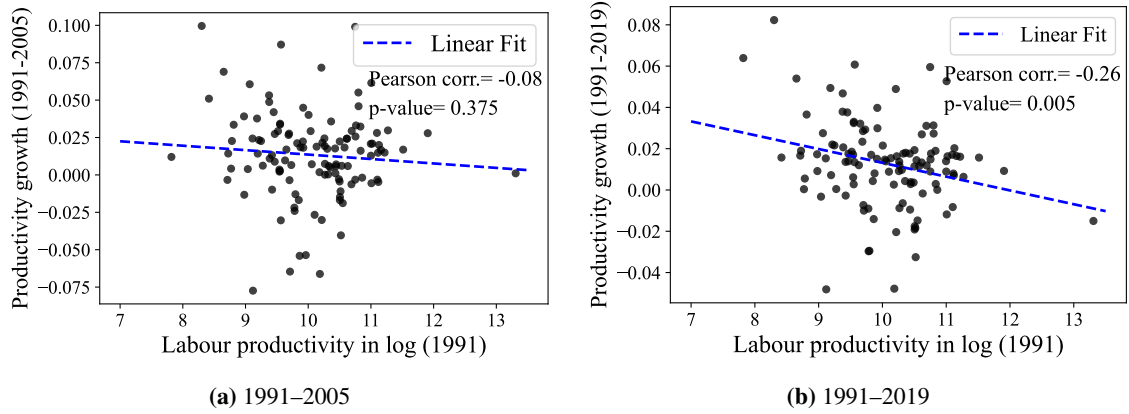 Productivity growth (1991-2005)
0.100
0.075
0.050
0.025
0.000
−0.025
−0.050
−0.075
Linear Fit
Pearson corr.= -0.08
p-value= 0.375
7 8 9 10 11 12 13
Labour productivity in log (1991)
(a) 1991–2005
Productivity growth (1991-2019)
0.08
0.06
0.04
0.02
0.00
−0.02
−0.04
Linear Fit
Pearson corr.= -0.26
p-value= 0.005
7 8 9 10 11 12 13
Labour productivity in log (1991)
(b) 1991–2019